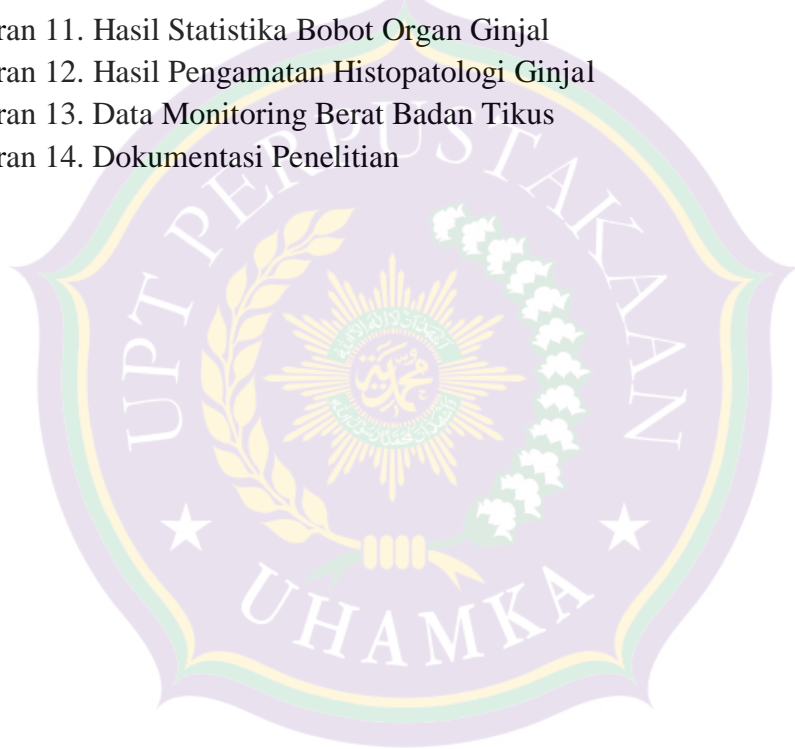 ran 11. Hasil Statistika Bobot Organ Ginjal
ran 12. Hasil Pengamatan Histopatologi Ginjal
ran 13. Data Monitoring Berat Badan Tikus
ran 14. Dokumentasi Penelitian
UPT PERPUSTAKAAN
محمدية
UHAMKA